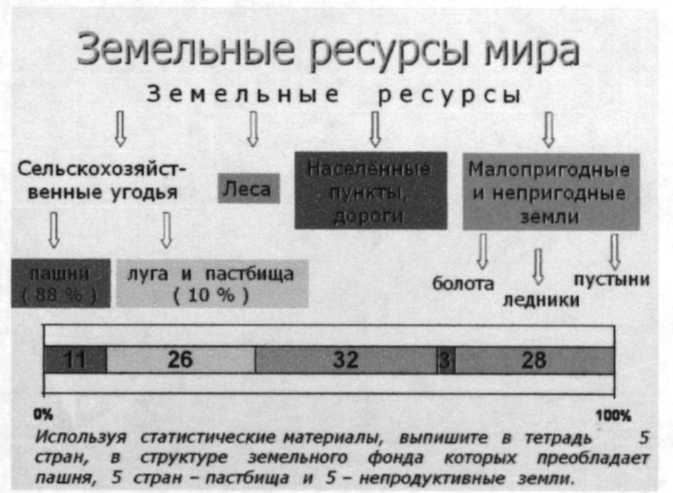 Земельные ресурсы мира
Земельные ресурсы
Сельскохозяйст-
венные угодья
Леса
Населённые
пункты,
дороги
Малопригодные
и непригодные
земли
пашни
( 88 % )
луга и пастбища
( 10 % )
болота
ледники
пустыни
11 26 32 3 28
0% 100%
Используя статистические материалы, выпишите в тетрадь 5
стран, в структуре земельного фонда которых преобладает
пашня, 5 стран – пастбища и 5 – непродуктивные земли.